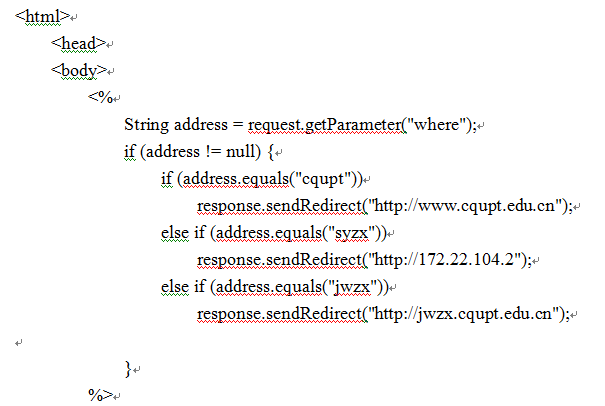 <html>
<head>
<body>
<%
String address = request.getParameter("where");
if (address != null) {
if (address.equals("cqupt"))
response.sendRedirect("http://www.cqupt.edu.cn");
else if (address.equals("syzx"))
response.sendRedirect("http://172.22.104.2");
else if (address.equals("jwzx"))
response.sendRedirect("http://jwzx.cqupt.edu.cn");
}
%>